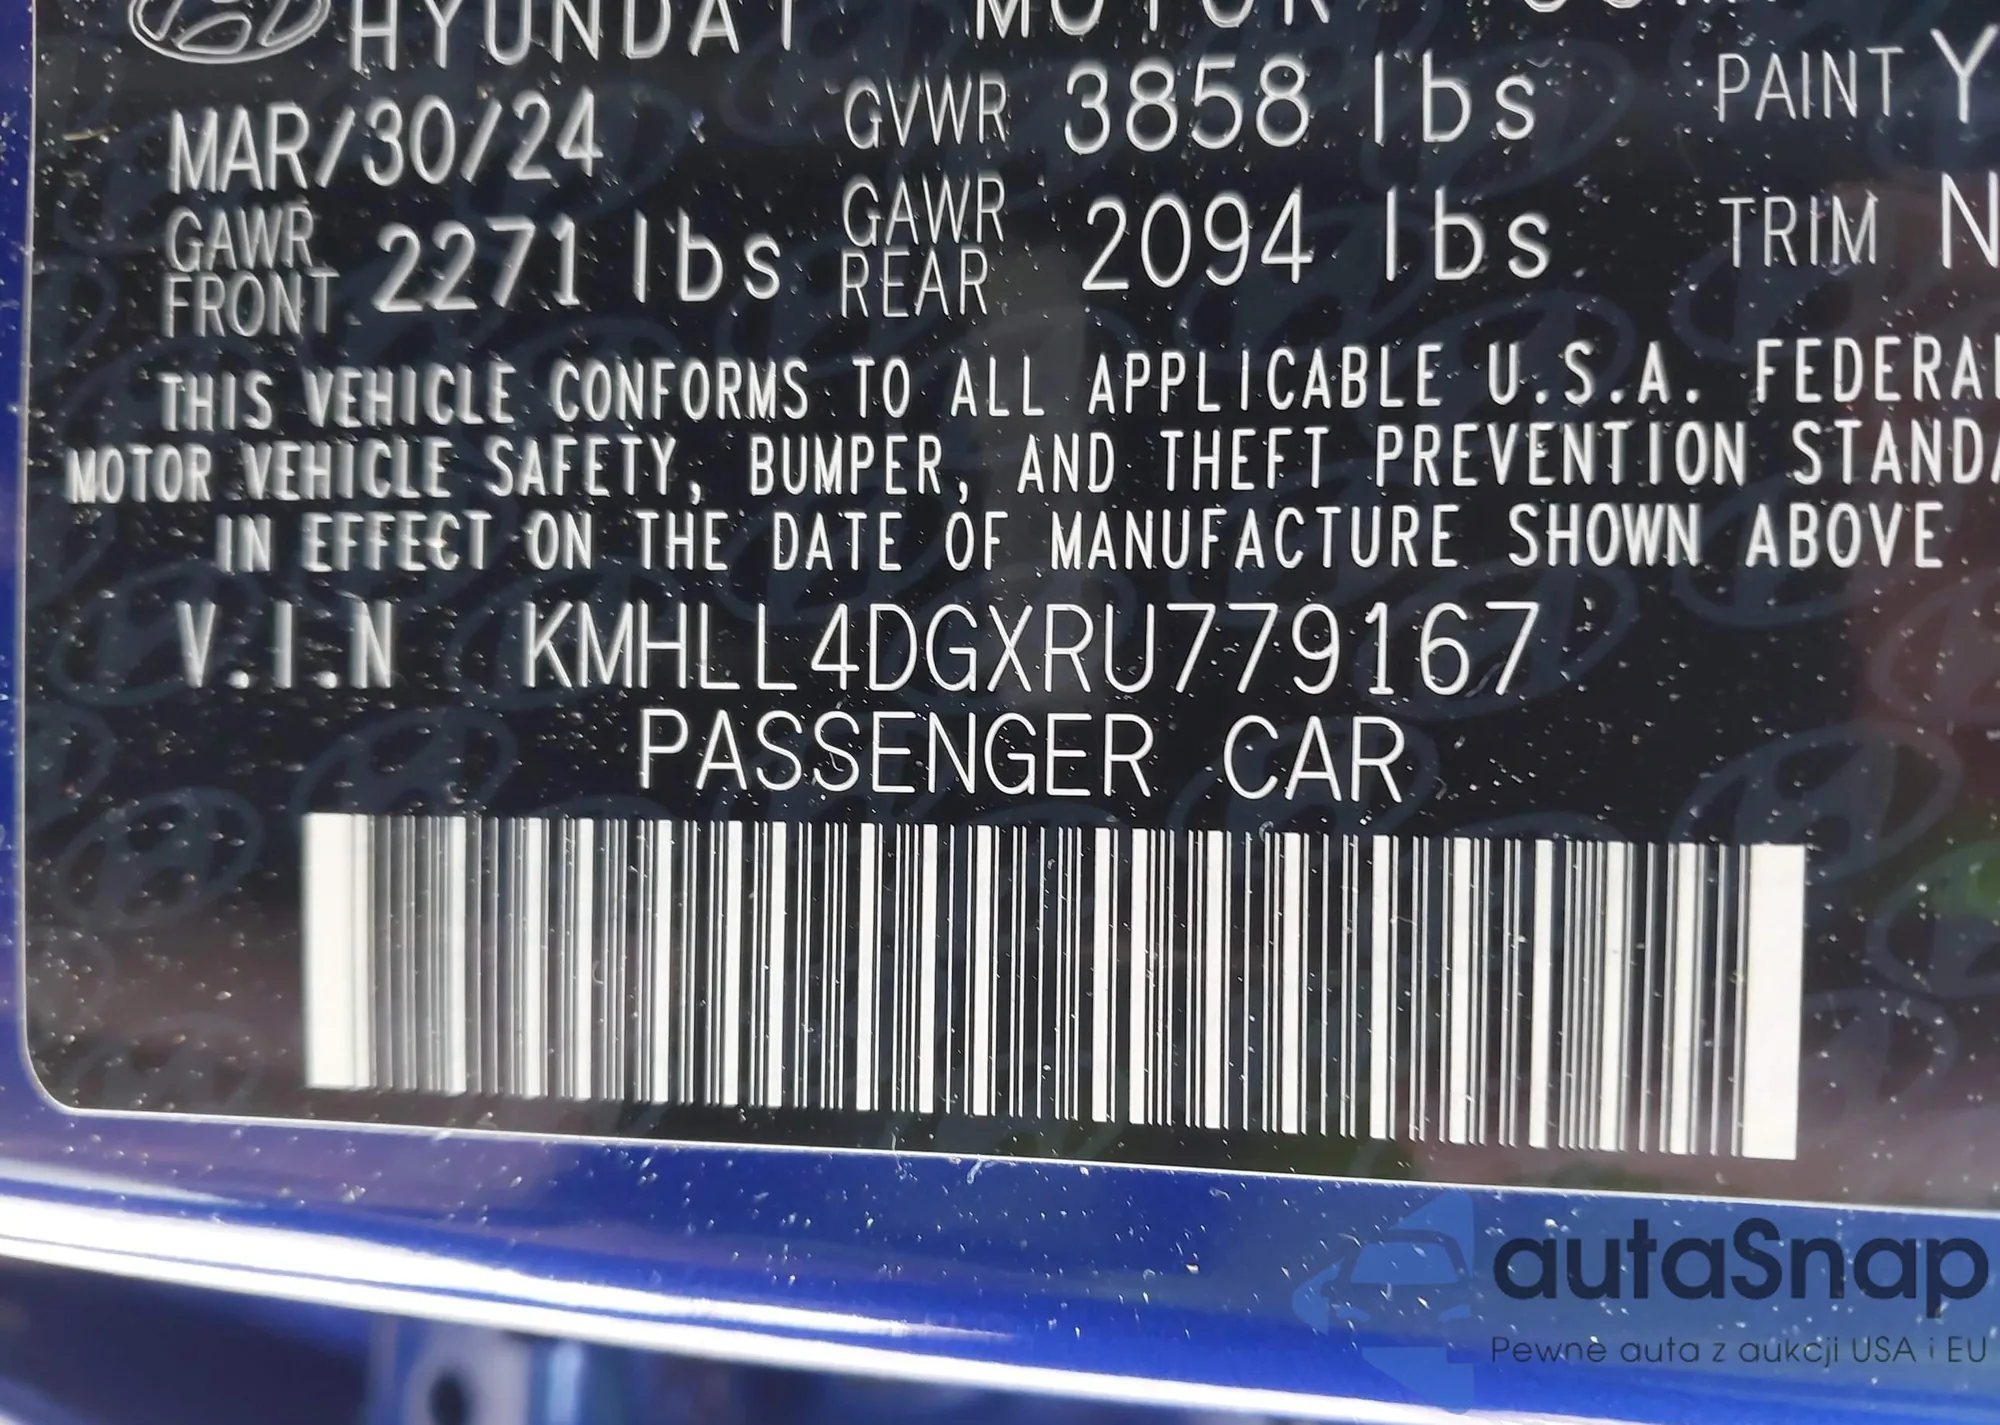 HYUNDAI MOTOR
MAR/30/24 GVWR 3858 lbs PAINT Y
GAWR FRONT 2271 lbs GAWR REAR 2094 lbs TRIM N
THIS VEHICLE CONFORMS TO ALL APPLICABLE U.S.A. FEDERAL
MOTOR VEHICLE SAFETY, BUMPER, AND THEFT PREVENTION STANDA
IN EFFECT ON THE DATE OF MANUFACTURE SHOWN ABOVE
V.I.N KMHLL4DGXRU779167
PASSENGER CAR
autaSnap
Pewne auta z aukcji USA i EU